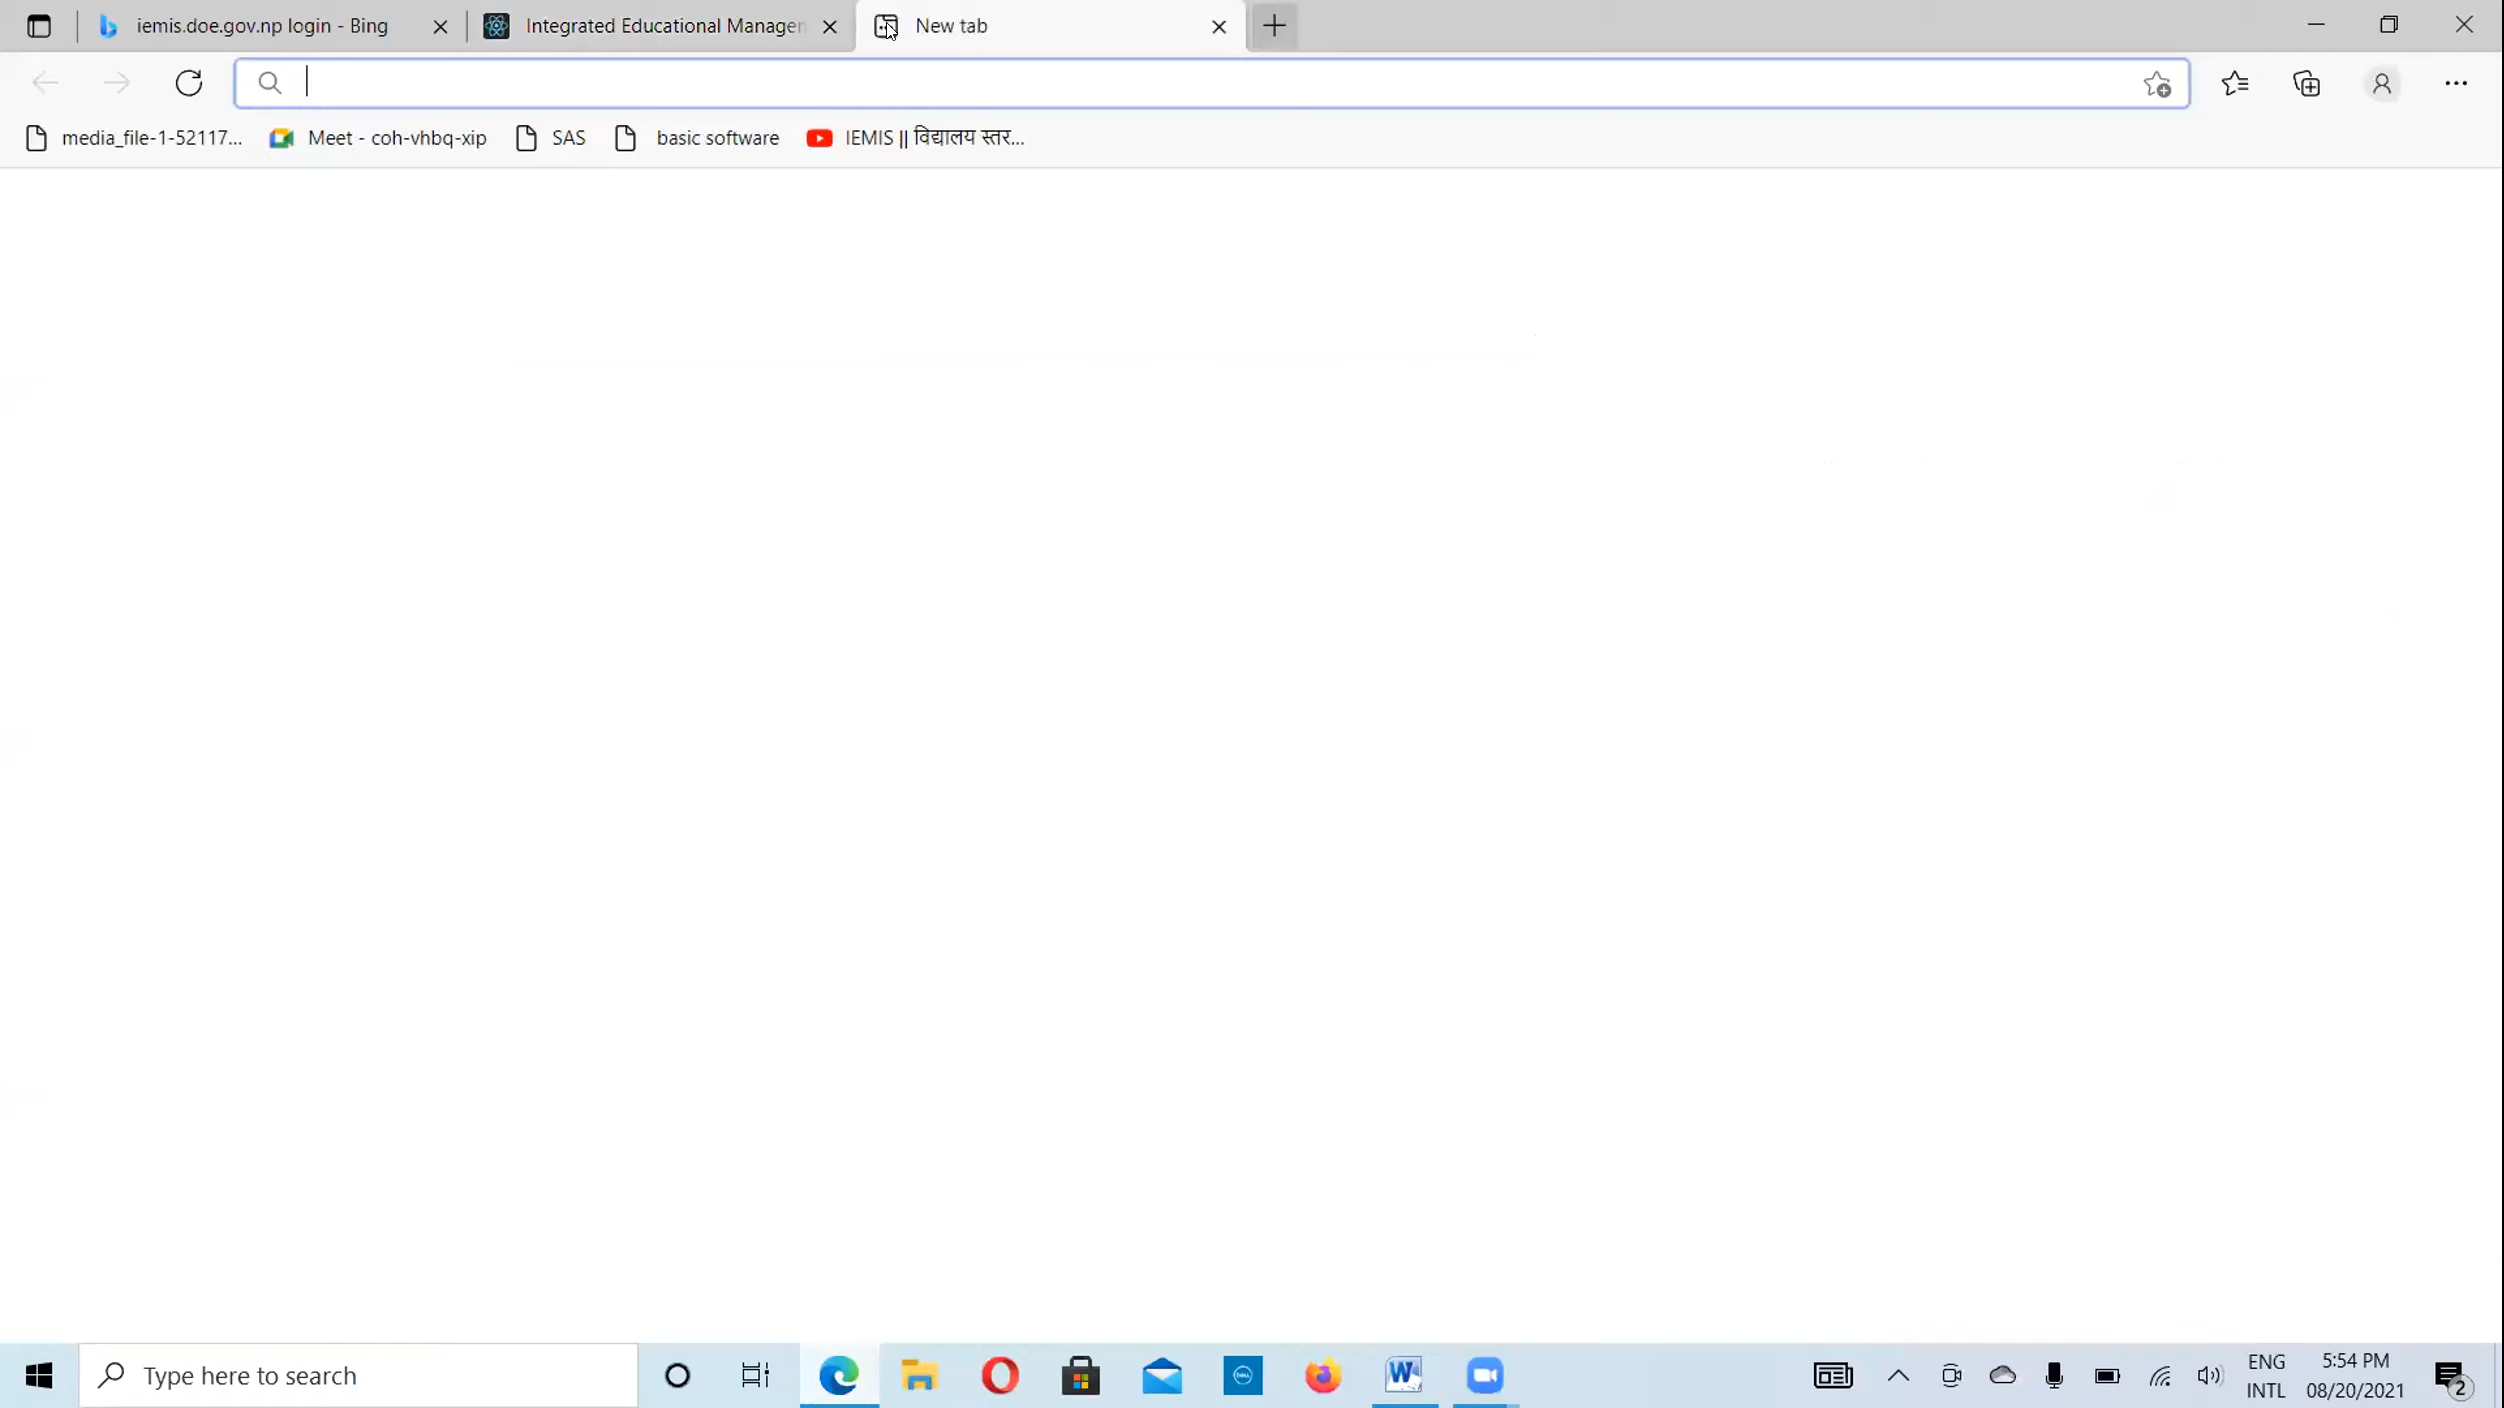 iemis.doe.gov.np login - Bing Integrated Educational Manager New tab
media_file-1-52117... Meet - coh-vhbq-xip SAS basic software IEMIS || विद्यालय स्तर...
Type here to search
ENG 5:54 PM
INTL 08/20/2021 2